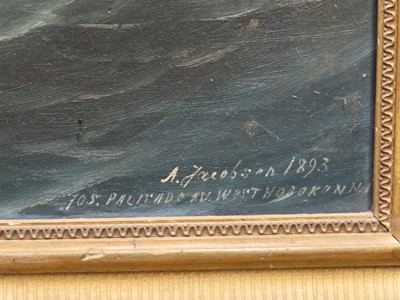 A. Jacobsen 1893
705. PALISADE AV. WEST HOBOKEN N.J.